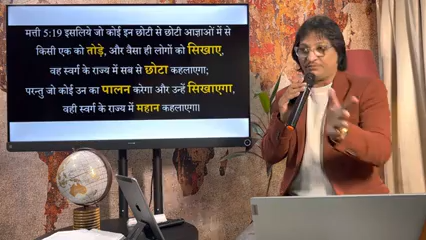 मत्ती 5:19 इसलिये जो कोई इन छोटी से छोटी आज्ञाओं में से
किसी एक को तोड़े, और वैसा ही लोगों को सिखाए,
वह स्वर्ग के राज्य में सब से छोटा कहलाएगा;
परन्तु जो कोई उन का पालन करेगा और उन्हें सिखाएगा,
वही स्वर्ग के राज्य में महान कहलाएगा।